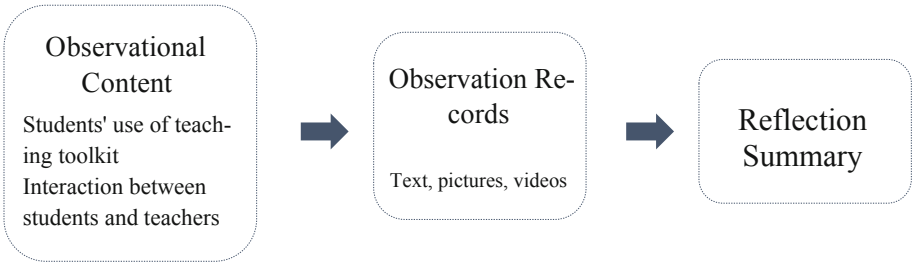 Observational
Content
Students' use of teach-
ing toolkit
Interaction between
students and teachers
Observation Re-
cords
Text, pictures, videos
Reflection
Summary